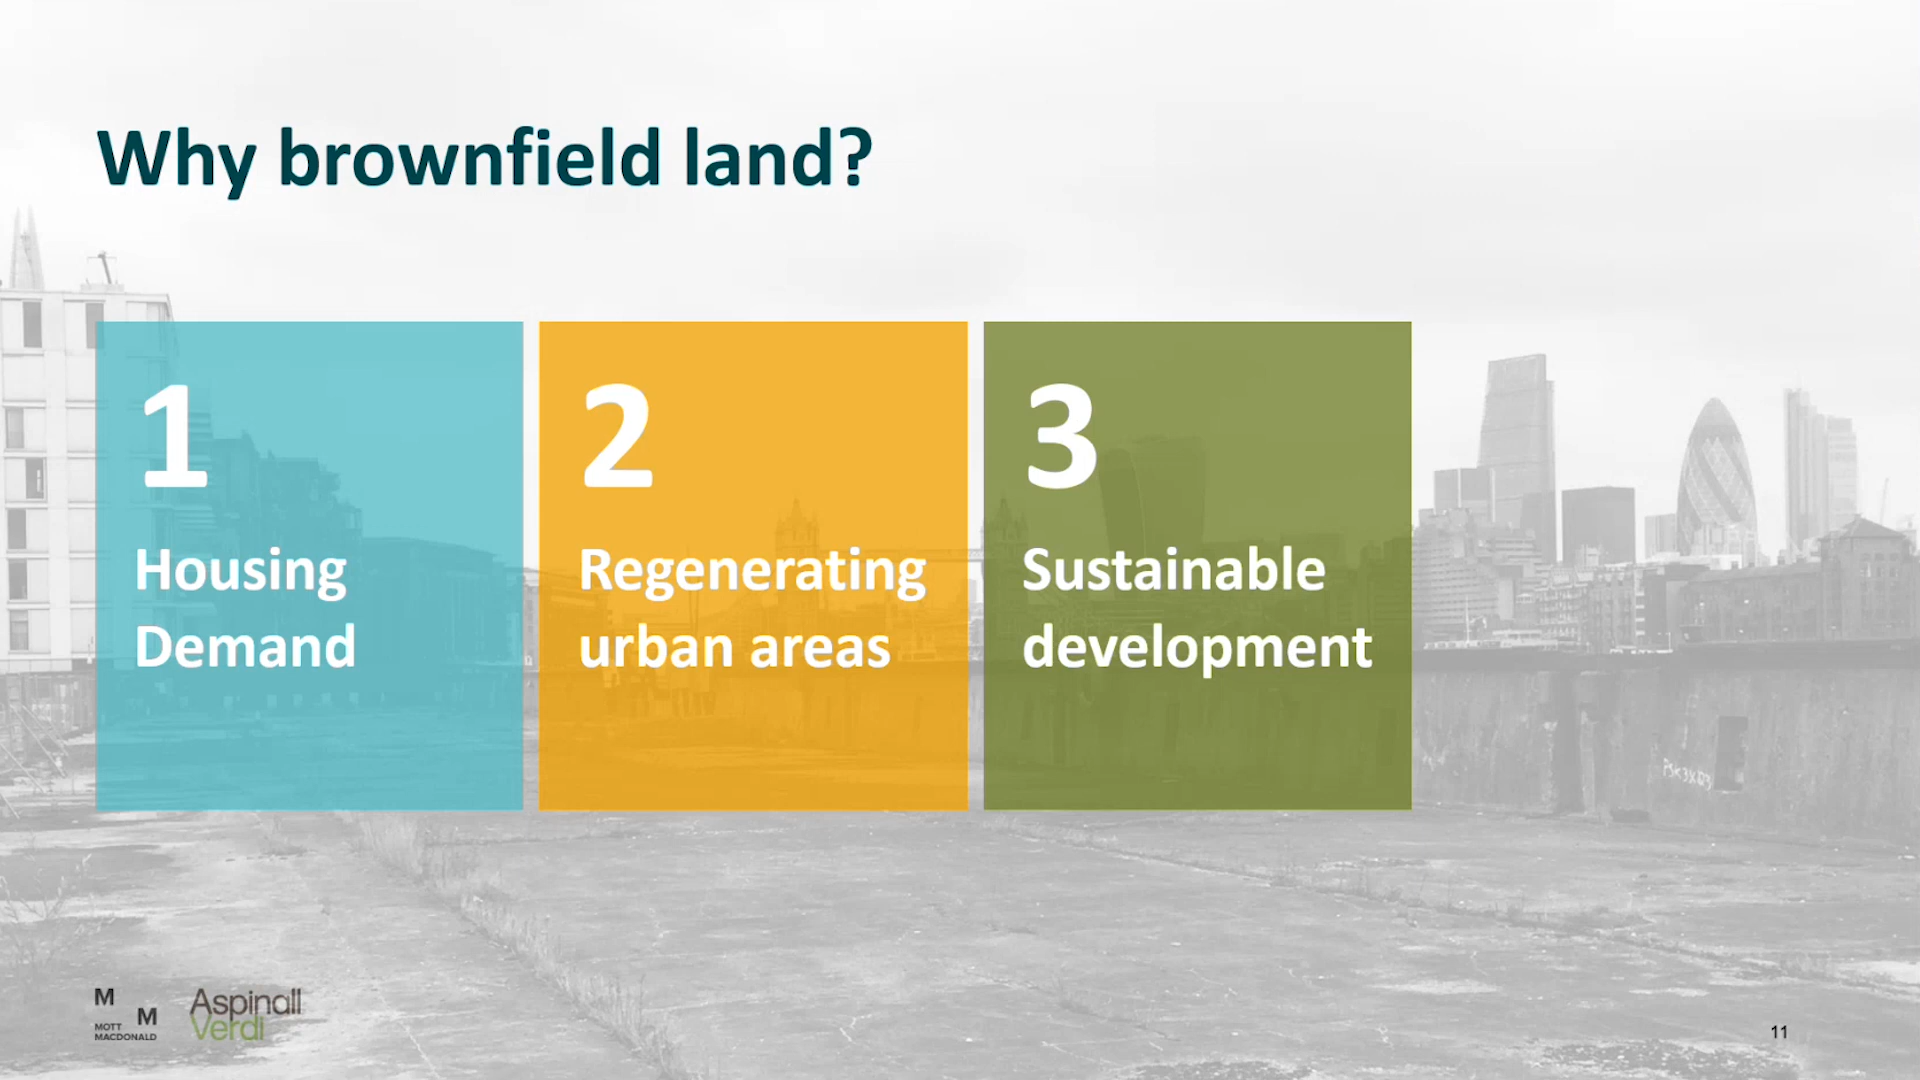 Why brownfield land?
1
Housing
Demand
2
Regenerating
urban areas
3
Sustainable
development
M
M
MOTT
MACDONALD
Aspinall
Verdi
11